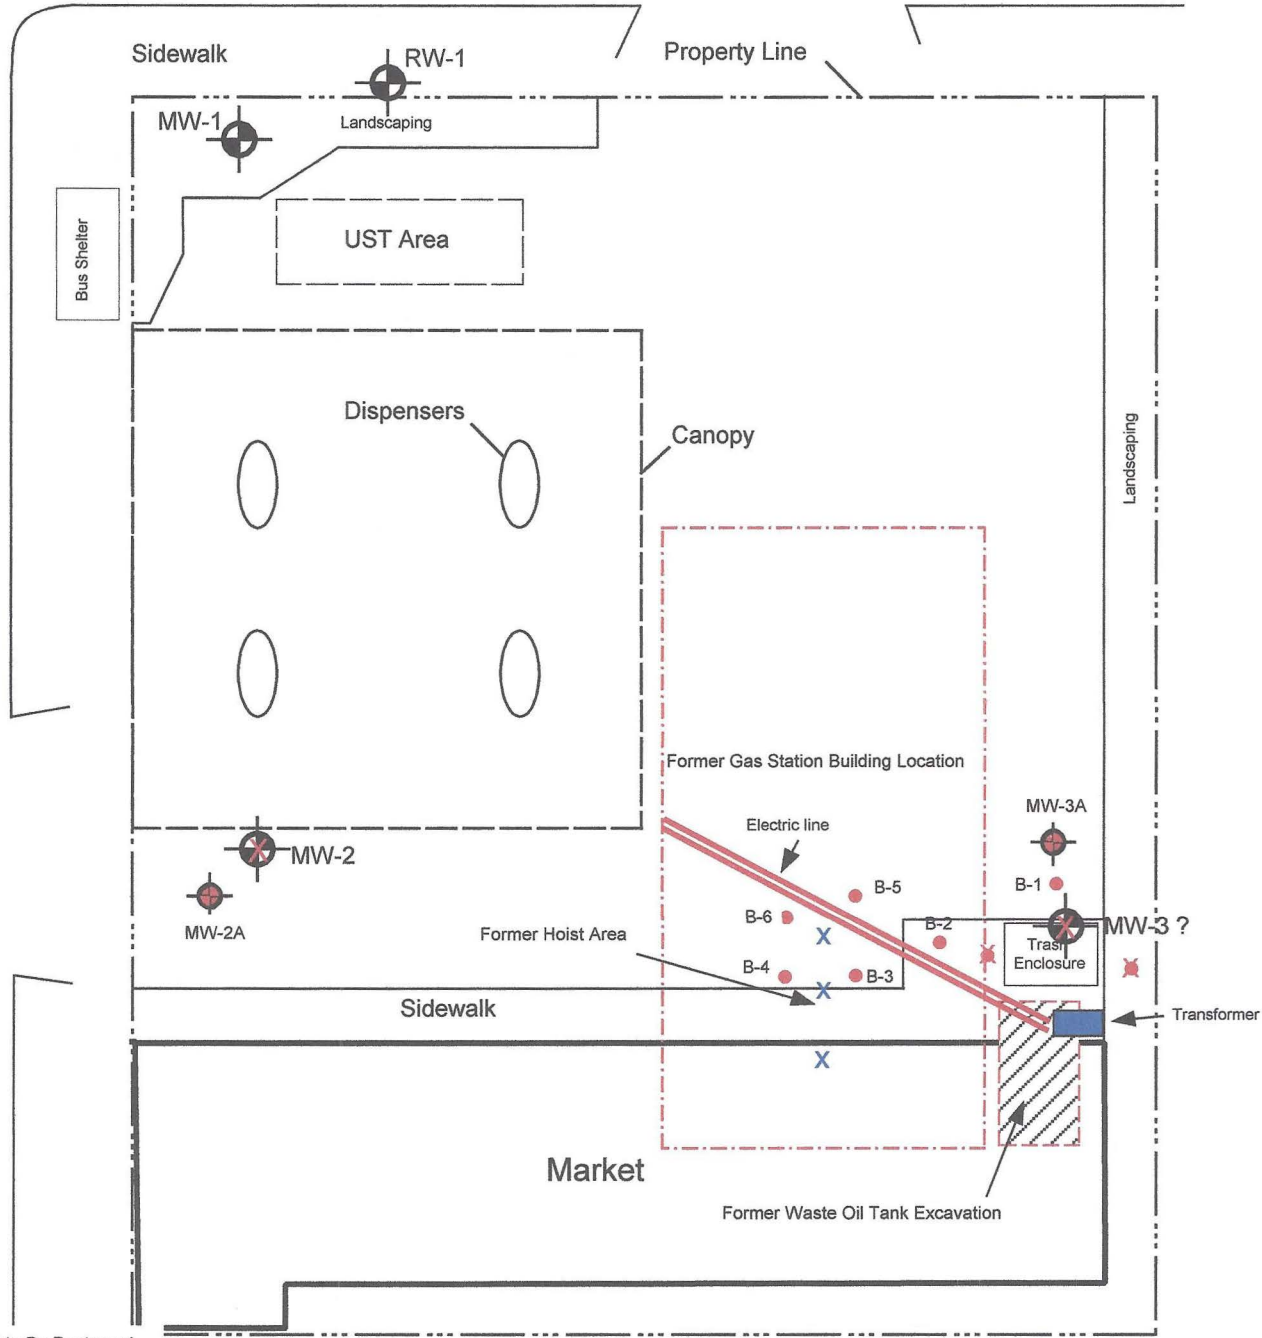 Sidewalk
RW-1
Property Line
MW-1
Landscaping
Bus Shelter
UST Area
Dispensers
Canopy
Landscaping
Former Gas Station Building Location
MW-3A
Electric line
MW-2
B-1
B-5
B-6
B-2
MW-3 ?
MW-2A
Former Hoist Area
X
Trash
Enclosure
B-4
B-3
X
Sidewalk
Transformer
X
Market
Former Waste Oil Tank Excavation